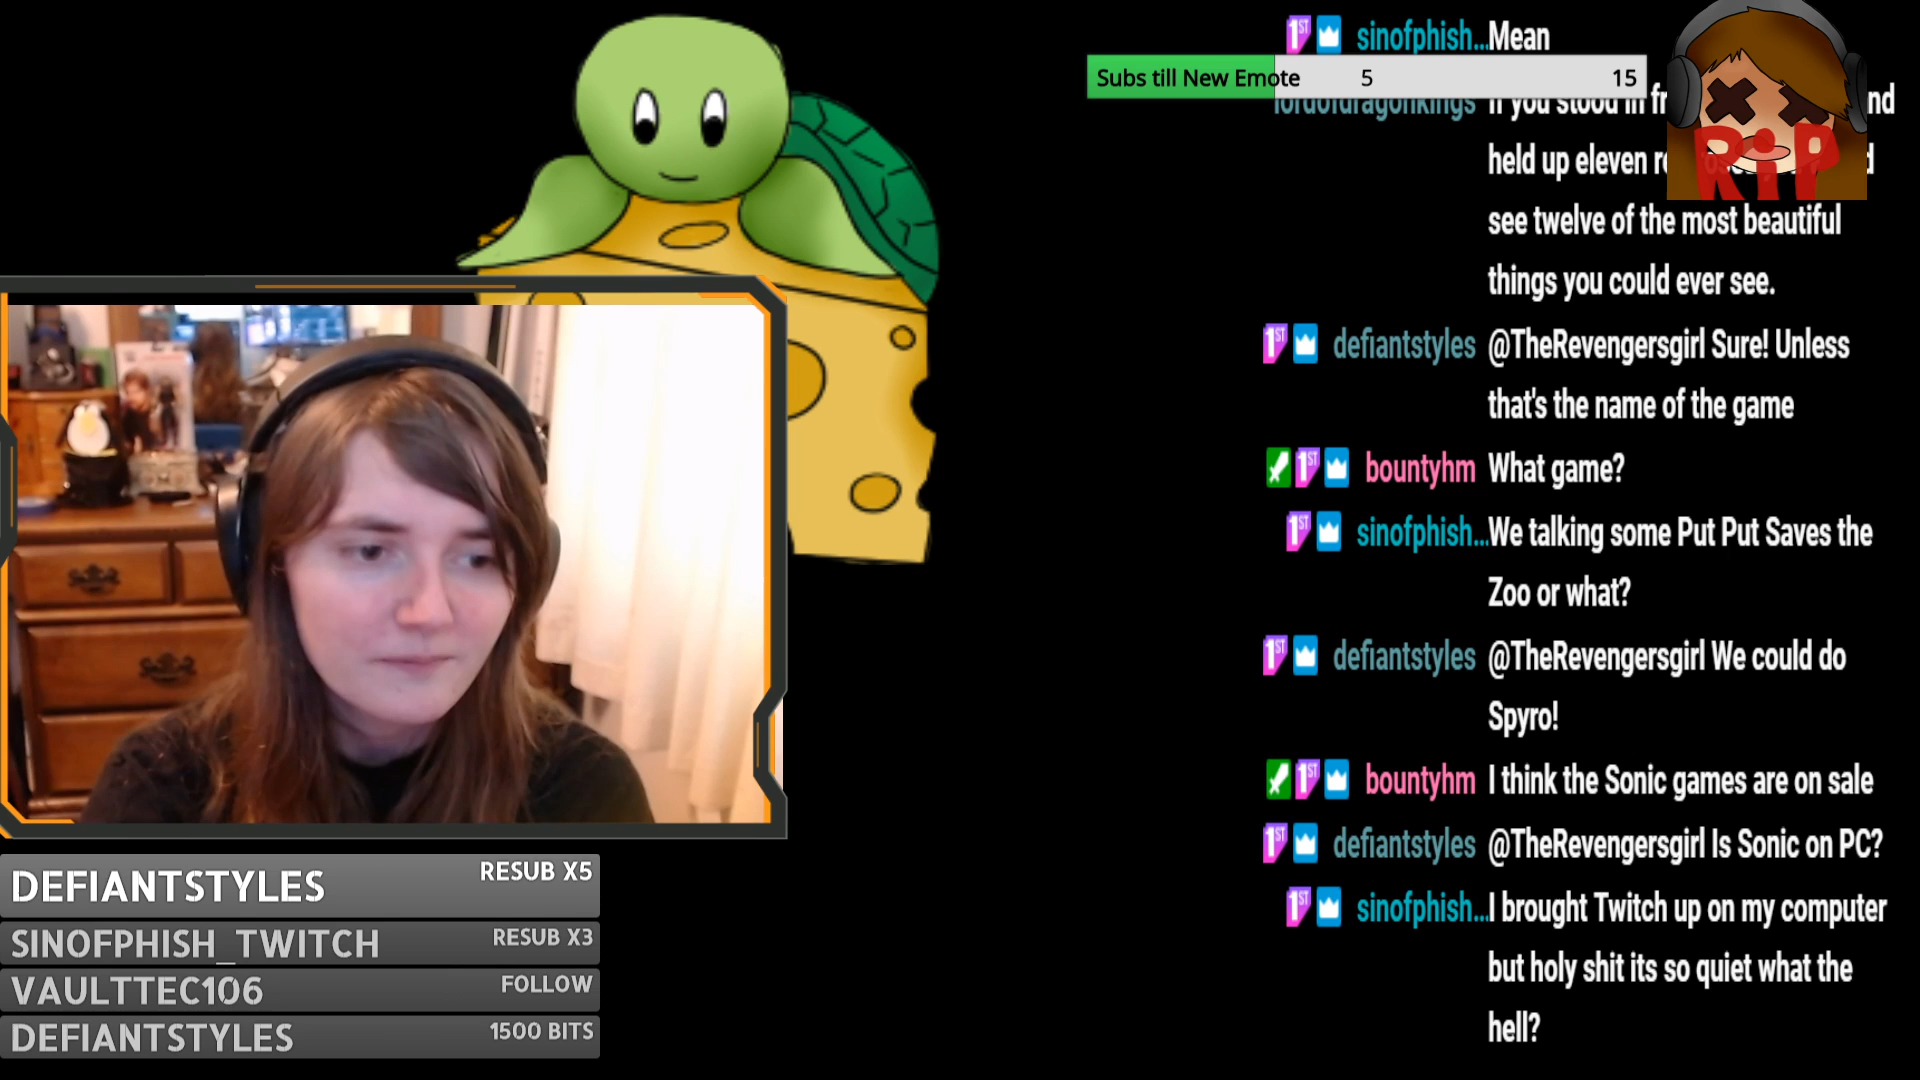 sinofphish... Mean
Subs till New Emote 5 15
lordofdragonkings If you stood in nd
held up eleven
see twelve of the most beautiful
things you could ever see.
defiantstyles @TheRevengersgirl Sure! Unless
that's the name of the game
bountyhm What game?
sinofphish... We talking some Put Put Saves the
Zoo or what?
defiantstyles @TheRevengersgirl We could do
Spyro!
bountyhm I think the Sonic games are on sale
defiantstyles @TheRevengersgirl Is Sonic on PC?
sinofphish... I brought Twitch up on my computer
but holy shit its so quiet what the
hell?
RiP
DEFIANTSTYLES RESUB X5
SINOFPHISH_TWITCH RESUB X3
VAULTTEC106 FOLLOW
DEFIANTSTYLES 1500 BITS